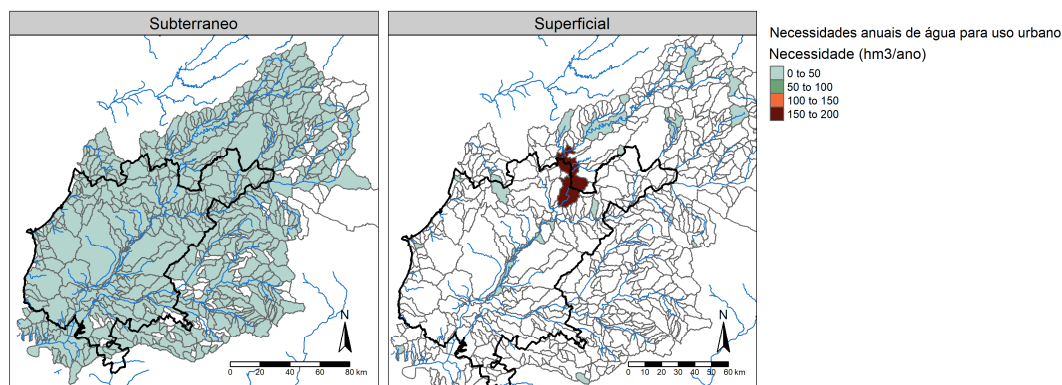 Subterraneo
Superficial
Necessidades anuais de água para uso urbano
Necessidade (hm3/ano)
0 to 50
50 to 100
100 to 150
150 to 200
N
0 20 40 60 80 km
N
0 10 20 30 40 50 60 km